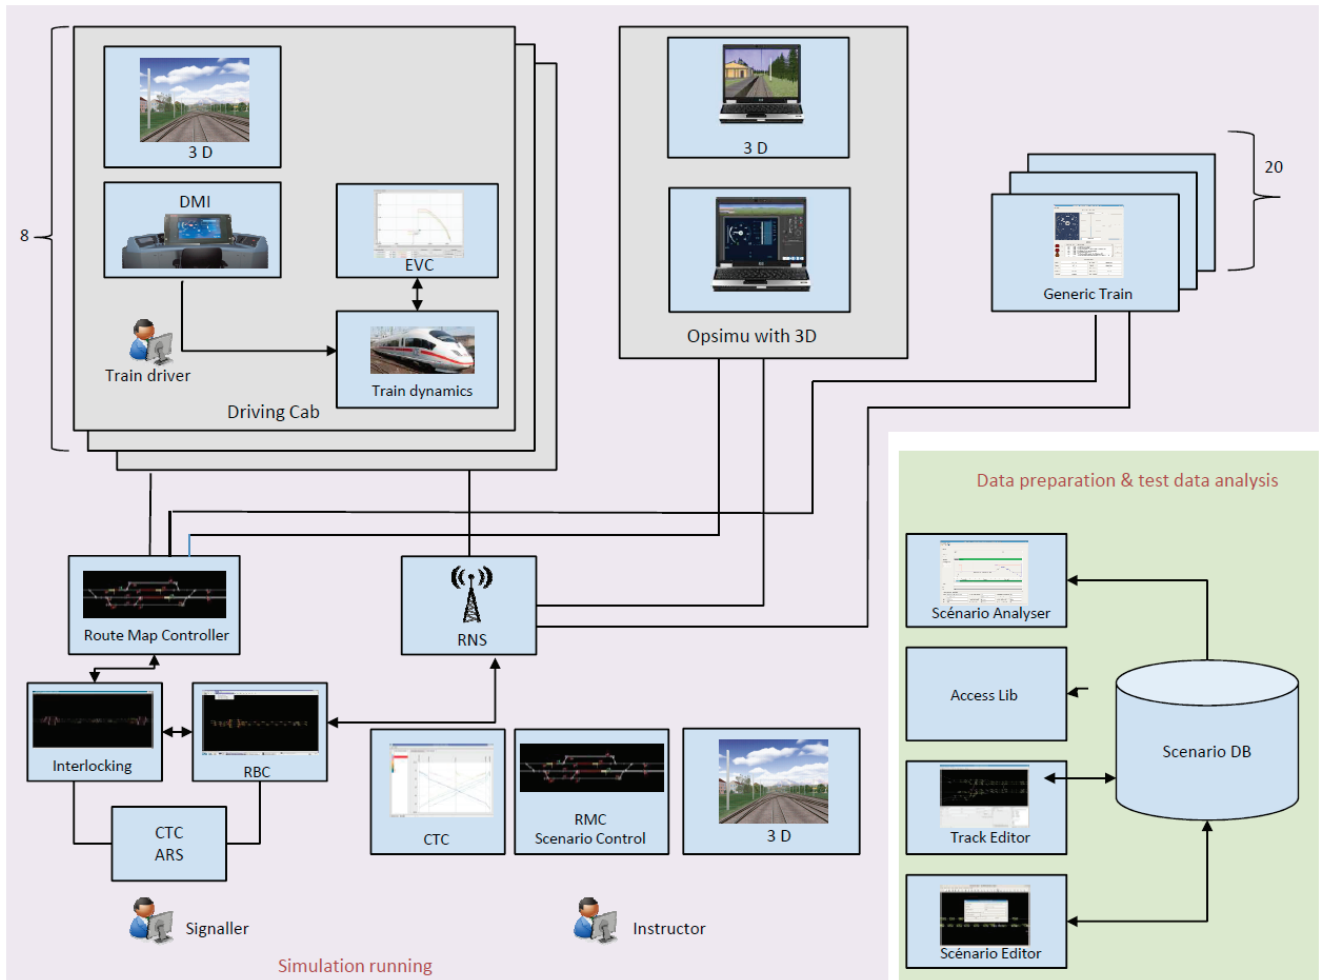 3 D
DMI
8
EVC
Train driver
Train dynamics
Driving Cab
3 D
Opsimu with 3D
20
Generic Train
Data preparation & test data analysis
Scénario Analyser
Access Lib
Scenario DB
Track Editor
Scénario Editor
Route Map Controller
RNS
Interlocking
RBC
CTC
ARS
CTC
RMC
Scenario Control
3 D
Signaller
Instructor
Simulation running